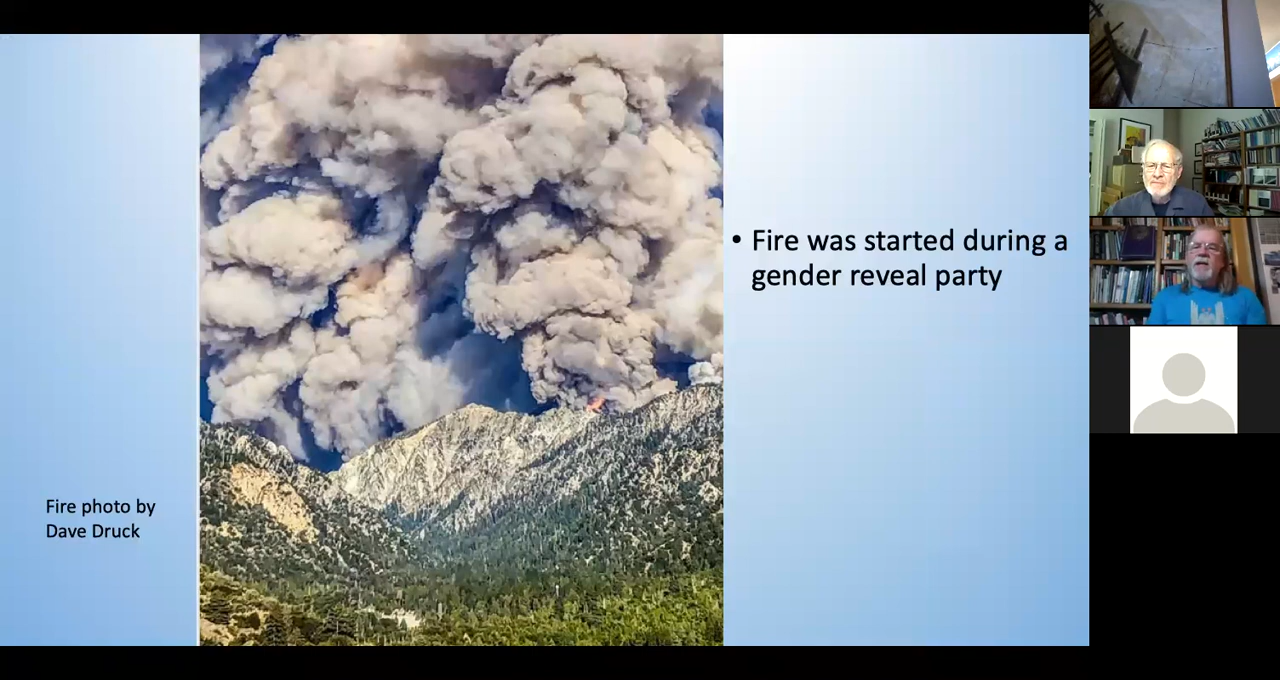 • Fire was started during a
gender reveal party
Fire photo by
Dave Druck